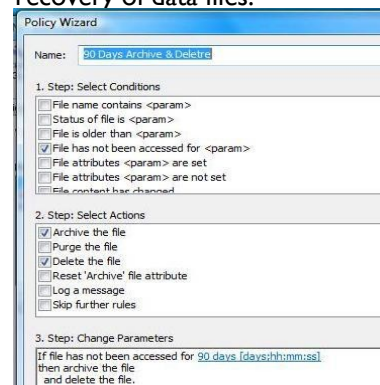 recovery of data files.
Policy Wizard
Name: 90 Days Archive & Deletre
1. Step: Select Conditions
File name contains <param>
Status of file is <param>
File is older than <param>
File has not been accessed for <param>
File attributes <param> are set
File attributes <param> are not set
File content has changed
2. Step: Select Actions
Archive the file
Purge the file
Delete the file
Reset 'Archive' file attribute
Log a message
Skip further rules
3. Step: Change Parameters
If file has not been accessed for 90 days [days;hh:mm:ss]
then archive the file
and delete the file.